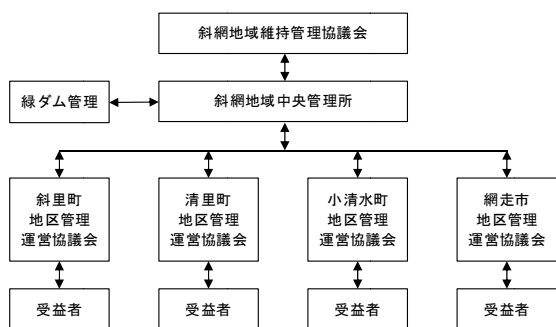 斜網地域維持管理協議会
緑ダム管理
斜網地域中央管理所
斜里町
地区管理
運営協議会
清里町
地区管理
運営協議会
小清水町
地区管理
運営協議会
網走市
地区管理
運営協議会
受益者
受益者
受益者
受益者